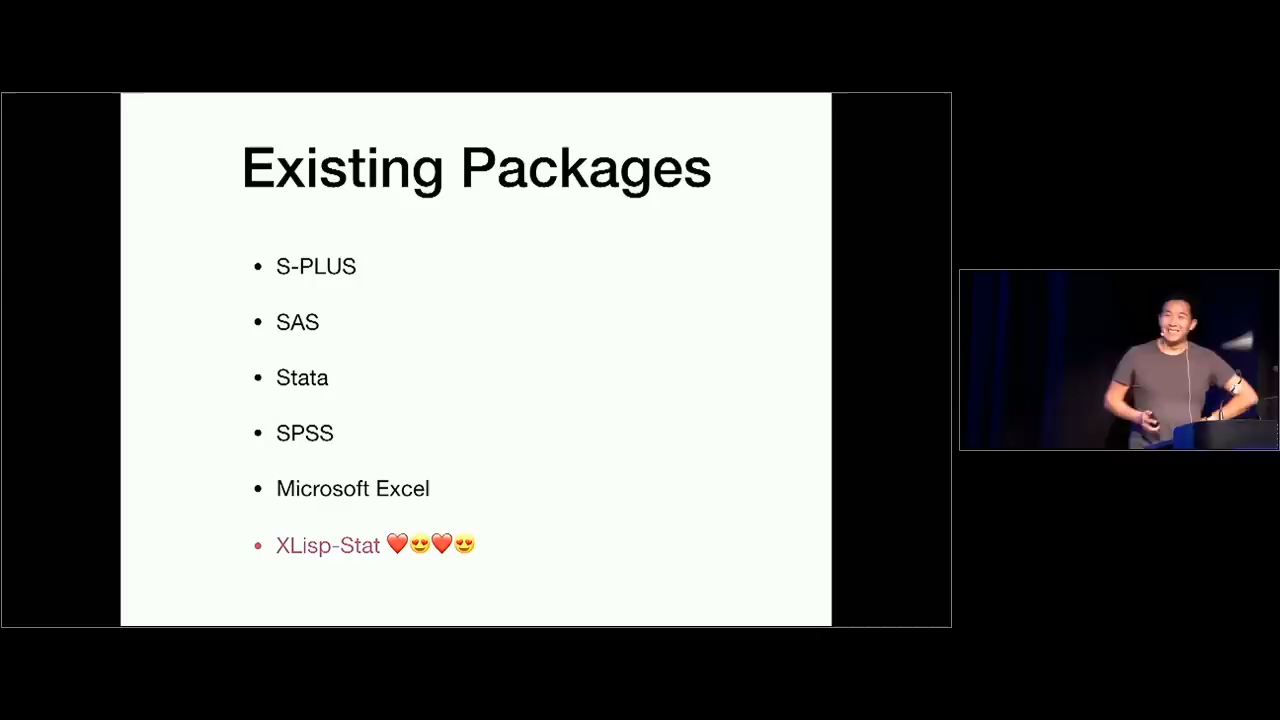 Existing Packages
• S-PLUS
• SAS
• Stata
• SPSS
• Microsoft Excel
• XLisp-Stat ❤️😍❤️😍